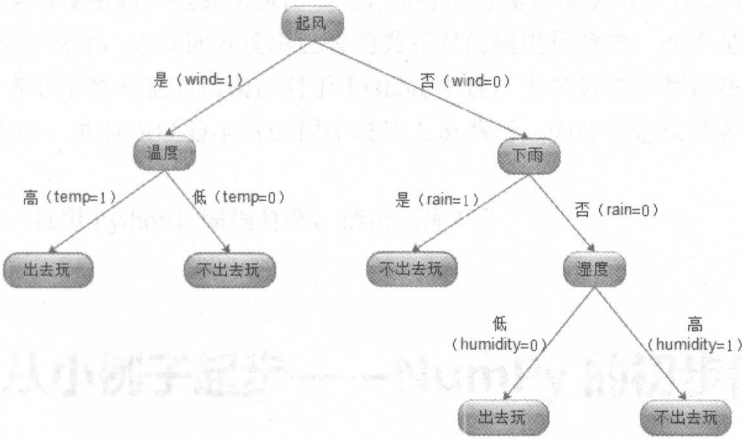 起风
是（wind=1）
否（wind=0）
温度
下雨
高（temp=1）
低（temp=0）
是（rain=1）
否（rain=0）
出去玩
不出去玩
不出去玩
湿度
低
（humidity=0）
高
（humidity=1）
出去玩
不出去玩